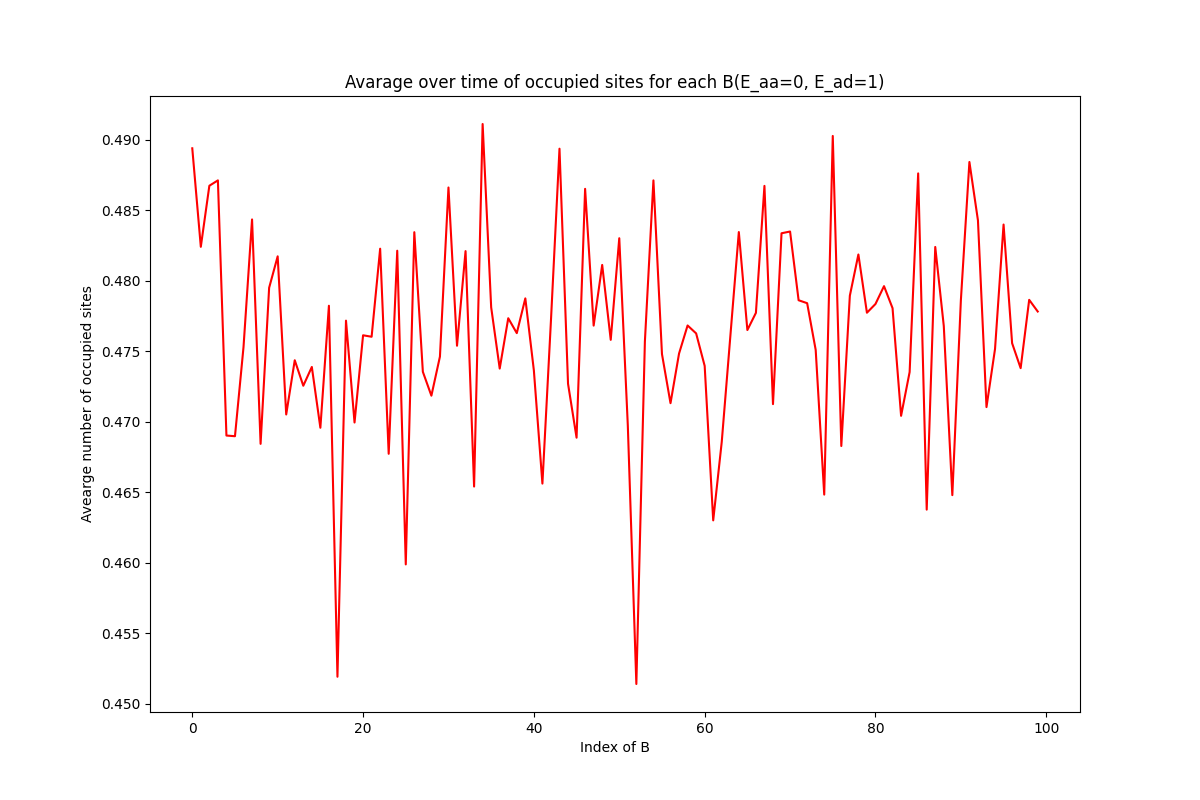 Avarage over time of occupied sites for each B(E_aa=0, E_ad=1)
0.490
0.485
0.480
0.475
0.470
0.465
0.460
0.455
0.450
Avearge number of occupied sites
0 20 40 60 80 100
Index of B